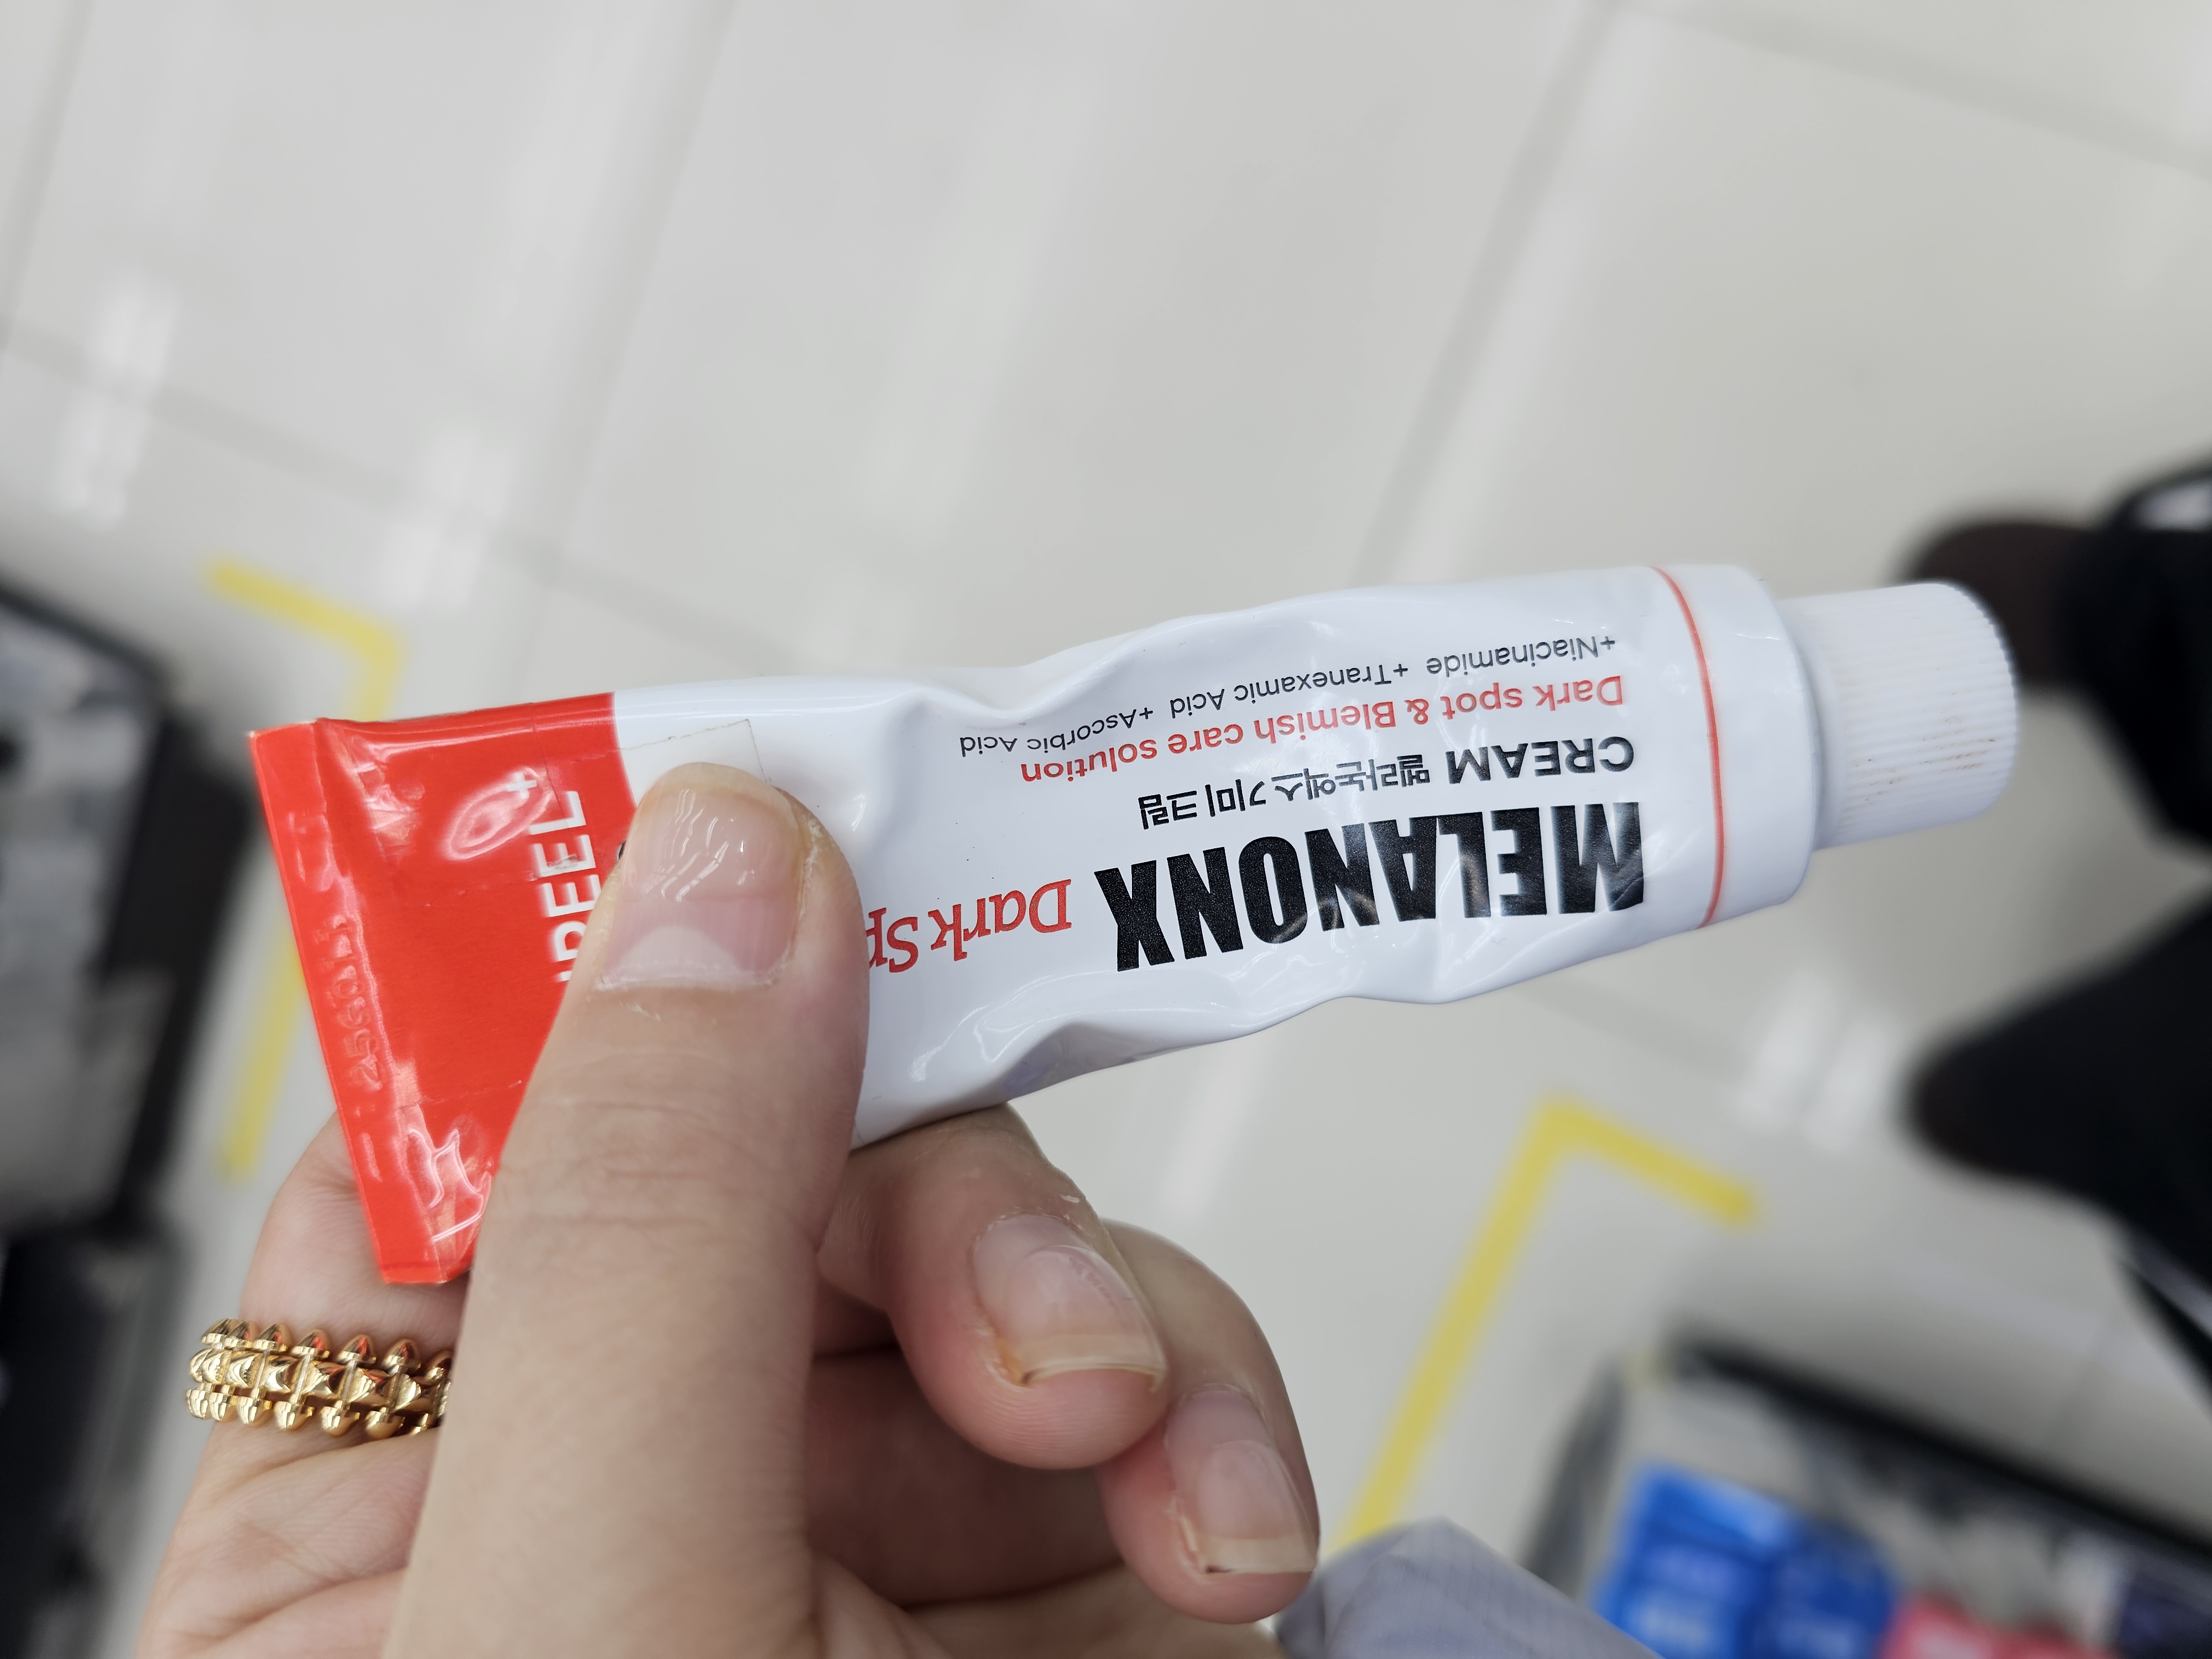 MELANONX Dark Sp
CREAM 멜라논엑스 기미 크림
Dark spot & Blemish care solution
+Niacinamide +Tranexamic Acid +Ascorbic Acid